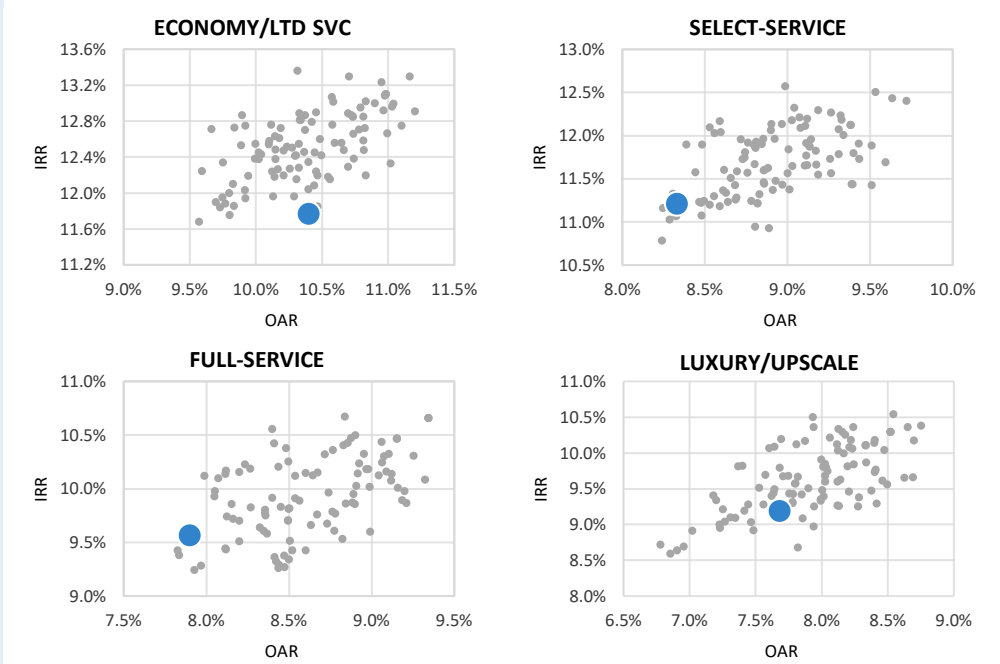 ECONOMY/LTD SVC
13.6%
13.2%
12.8%
12.4%
12.0%
11.6%
11.2%
IRR
9.0% 9.5% 10.0% 10.5% 11.0% 11.5%
OAR
SELECT-SERVICE
13.0%
12.5%
12.0%
11.5%
11.0%
10.5%
IRR
8.0% 8.5% 9.0% 9.5% 10.0%
OAR
FULL-SERVICE
11.0%
10.5%
10.0%
9.5%
9.0%
IRR
7.5% 8.0% 8.5% 9.0% 9.5%
OAR
LUXURY/UPSCALE
11.0%
10.5%
10.0%
9.5%
9.0%
8.5%
8.0%
IRR
6.5% 7.0% 7.5% 8.0% 8.5% 9.0%
OAR